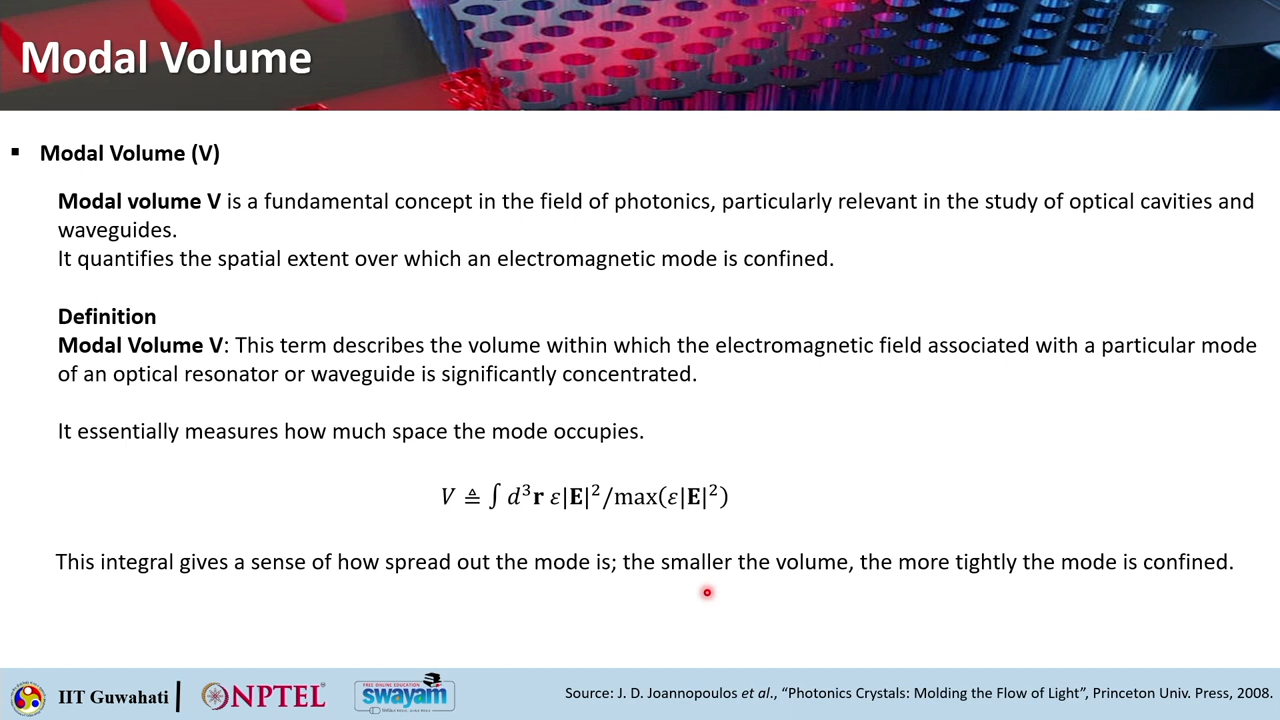 Modal Volume
▪ Modal Volume (V)
Modal volume V is a fundamental concept in the field of photonics, particularly relevant in the study of optical cavities and
waveguides.
It quantifies the spatial extent over which an electromagnetic mode is confined.
Definition
Modal Volume V: This term describes the volume within which the electromagnetic field associated with a particular mode
of an optical resonator or waveguide is significantly concentrated.
It essentially measures how much space the mode occupies.
V ≜ ∫ d³r ε|E|²/max(ε|E|²)
This integral gives a sense of how spread out the mode is; the smaller the volume, the more tightly the mode is confined.
IIT Guwahati
NPTEL
FREE ONLINE EDUCATION
swayam
Source: J. D. Joannopoulos et al., “Photonics Crystals: Molding the Flow of Light”, Princeton Univ. Press, 2008.